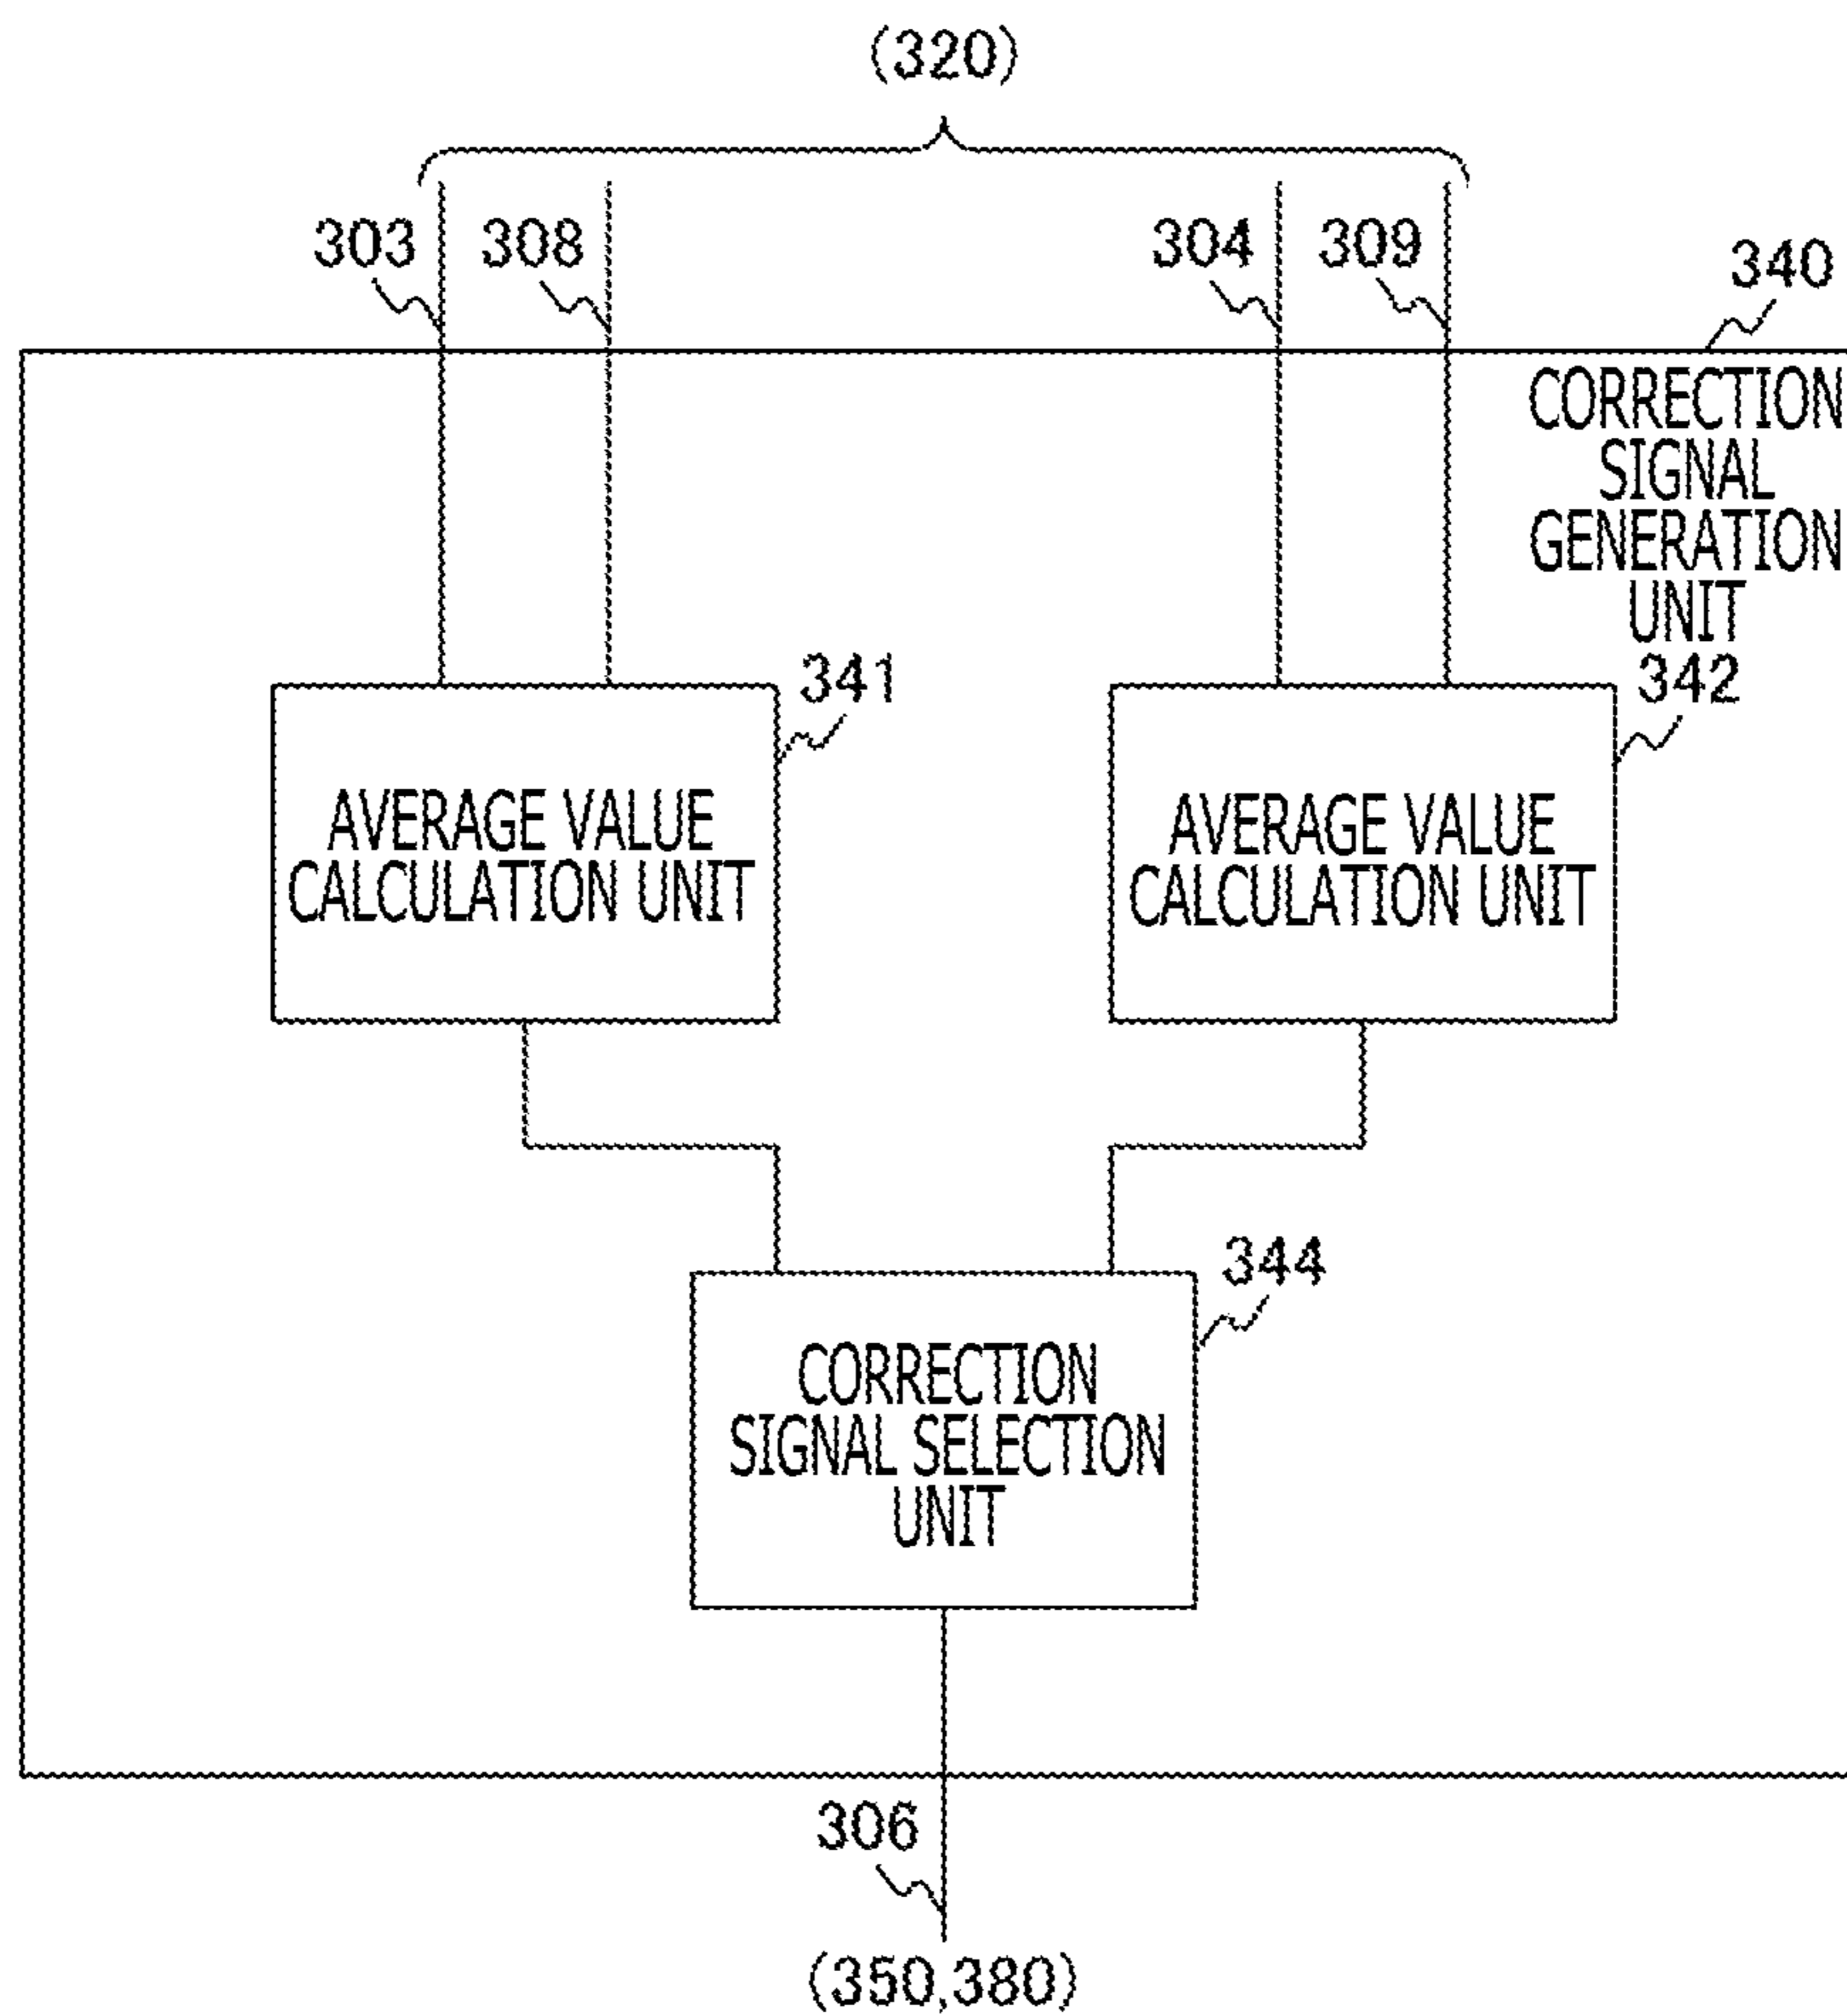 (320)
303 308 304 309
340
CORRECTION
SIGNAL
GENERATION
UNIT
341
342
AVERAGE VALUE
CALCULATION UNIT
AVERAGE VALUE
CALCULATION UNIT
344
CORRECTION
SIGNAL SELECTION
UNIT
306
(350,380)